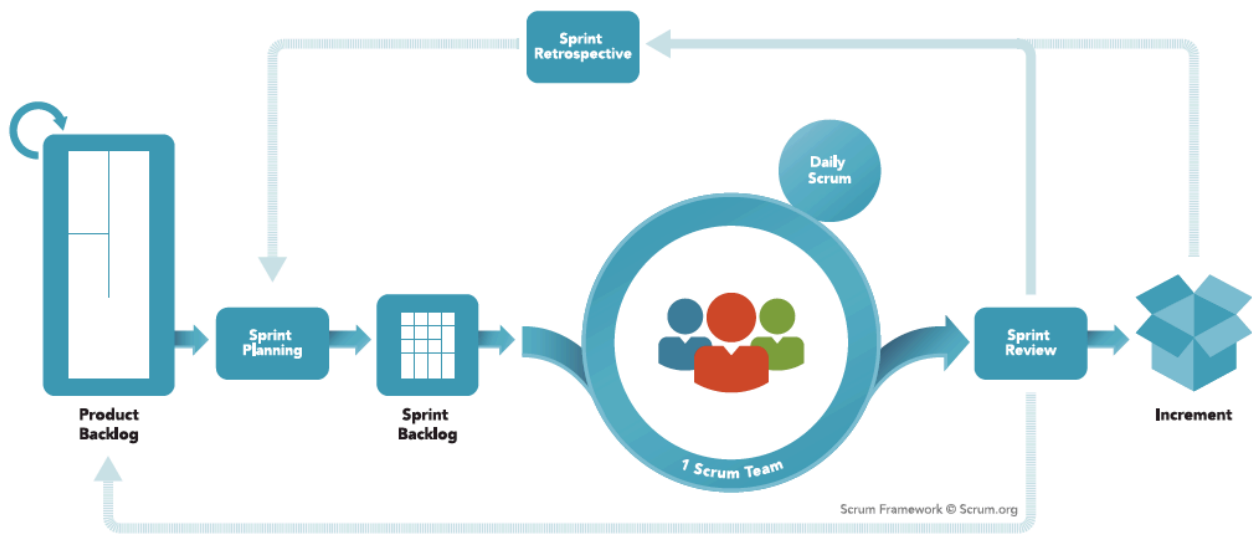 Sprint
Retrospective
Daily
Scrum
Sprint
Planning
Sprint
Review
Product
Backlog
Sprint
Backlog
Increment
1 Scrum Team
Scrum Framework © Scrum.org